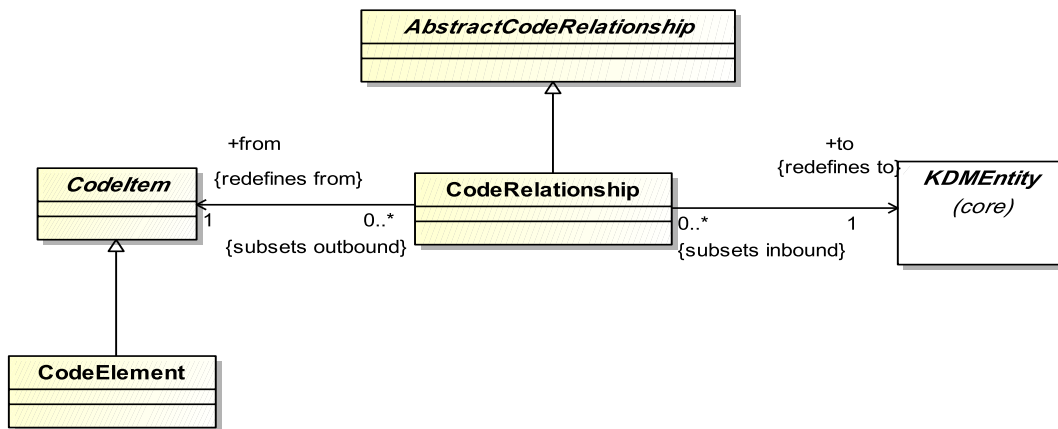 AbstractCodeRelationship
+from
+to
{redefines from}
{redefines to}
CodeItem
CodeRelationship
KDMEntity
(core)
1
0..*
0..*
1
{subsets outbound}
{subsets inbound}
CodeElement